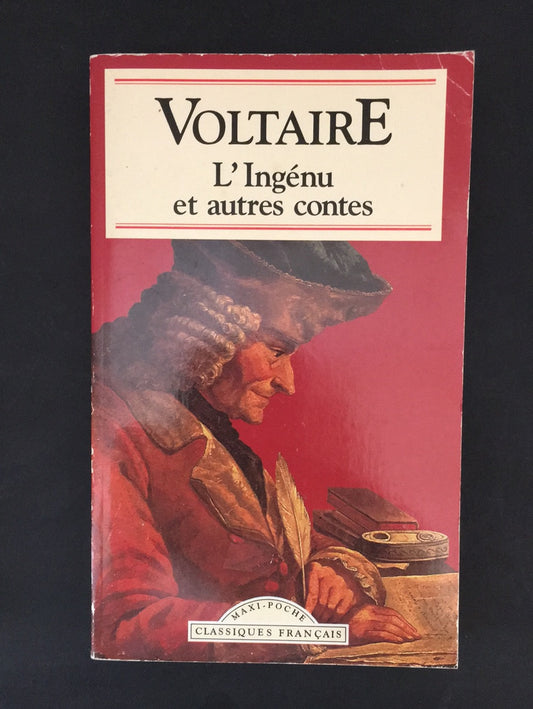 VOLTAIRE
L'Ingénu
et autres contes
MAXI-POCHE
CLASSIQUES FRANÇAIS